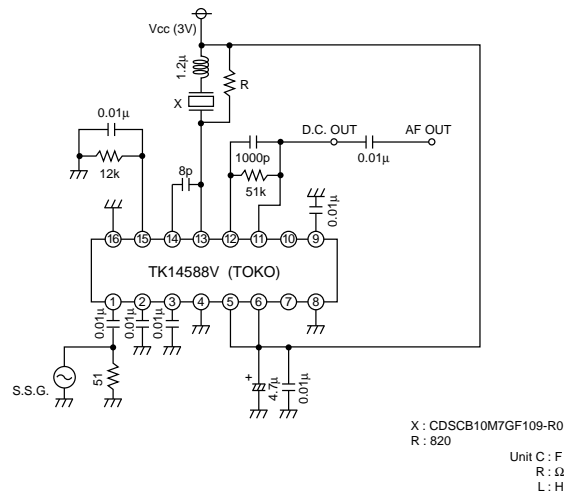 Vcc (3V)
1.2μ
R
X
0.01μ
12k
8p
1000p
51k
D.C. OUT
0.01μ
AF OUT
0.01μ
16 15 14 13 12 11 10 9
TK14588V (TOKO)
1 2 3 4 5 6 7 8
0.01μ
0.01μ
0.01μ
S.S.G.
51
+
4.7μ
0.01μ
X : CDSCB10M7GF109-R0
R : 820
Unit C : F
R : Ω
L : H